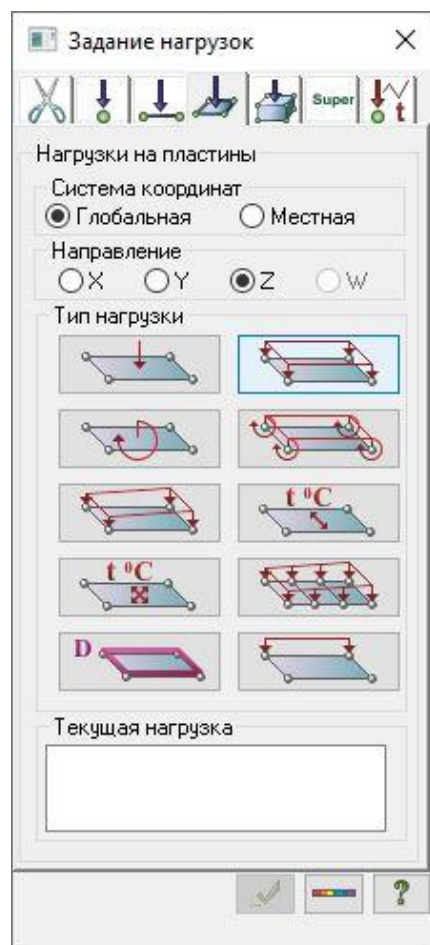 Задание нагрузок
Super t
Нагрузки на пластины
Система координат
Глобальная Местная
Направление
X Y Z W
Тип нагрузки
t °C
t °C
D
Текущая нагрузка
?